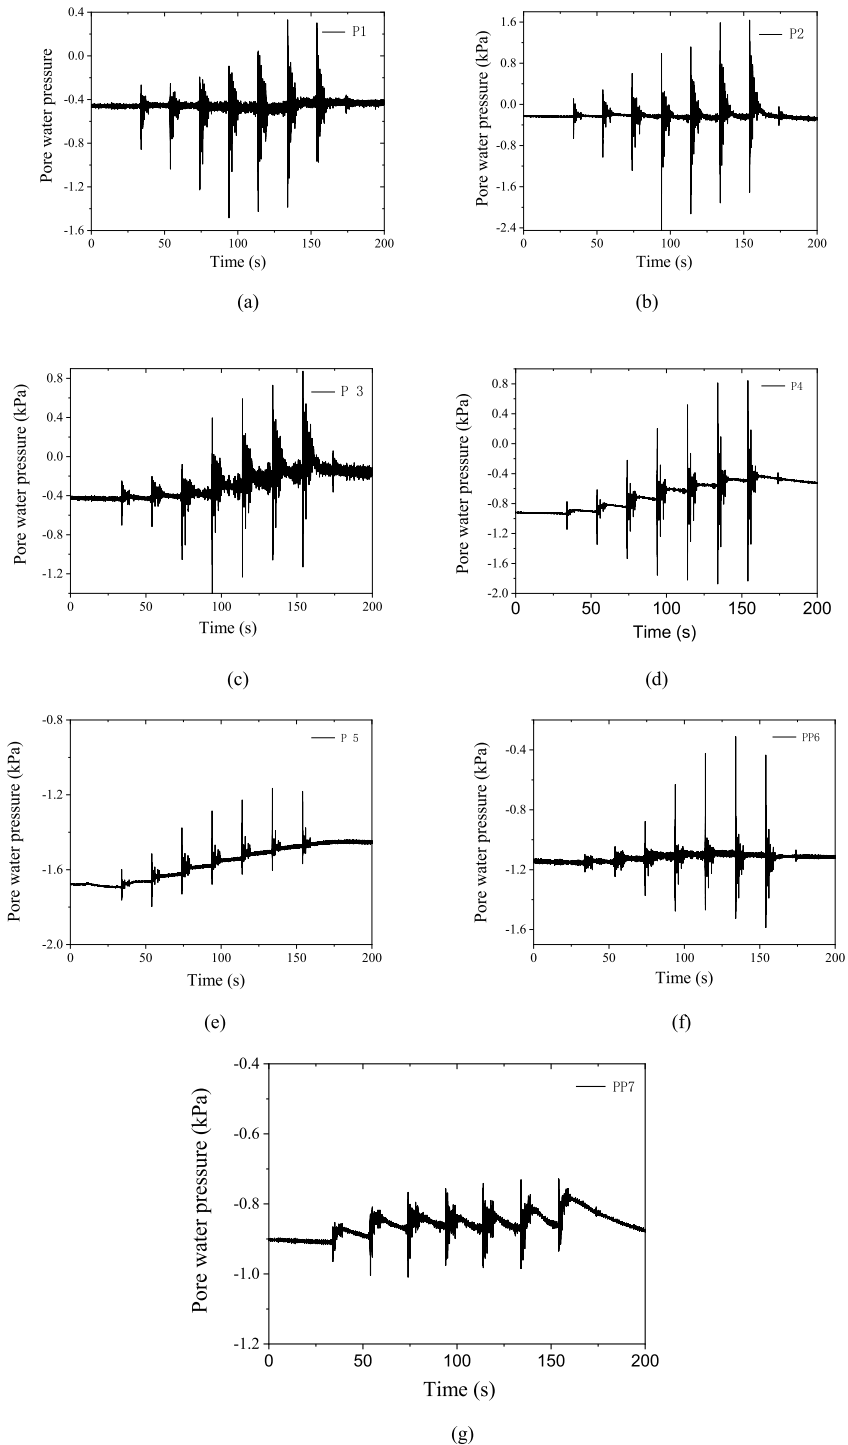 0.4
0.0
-0.4
-0.8
-1.2
-1.6
Pore water pressure
P1
0 50 100 150 200
Time (s)
(a)
1.6
0.8
0.0
-0.8
-1.6
-2.4
Pore water pressure (kPa)
P2
0 50 100 150 200
Time (s)
(b)
0.8
0.4
0.0
-0.4
-0.8
-1.2
Pore water pressure (kPa)
P 3
0 50 100 150 200
Time (s)
(c)
0.8
0.4
0.0
-0.4
-0.8
-1.2
-1.6
-2.0
Pore water pressure (kPa)
P4
0 50 100 150 200
Time (s)
(d)
-0.8
-1.2
-1.6
-2.0
Pore water pressure (kPa)
P 5
0 50 100 150 200
Time (s)
(e)
-0.4
-0.8
-1.2
-1.6
Pore water pressure (kPa)
PP6
0 50 100 150 200
Time (s)
(f)
-0.4
-0.6
-0.8
-1.0
-1.2
Pore water pressure (kPa)
PP7
0 50 100 150 200
Time (s)
(g)